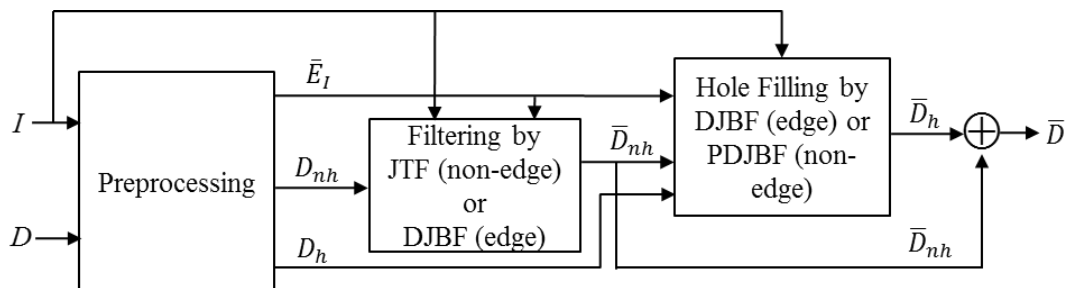 I
D
Preprocessing
Ē_I
D_nh
D_h
Filtering by
JTF (non-edge)
or
DJBF (edge)
D̄_nh
Hole Filling by
DJBF (edge) or
PDJBF (non-
edge)
D̄_h
D̄
D̄_nh